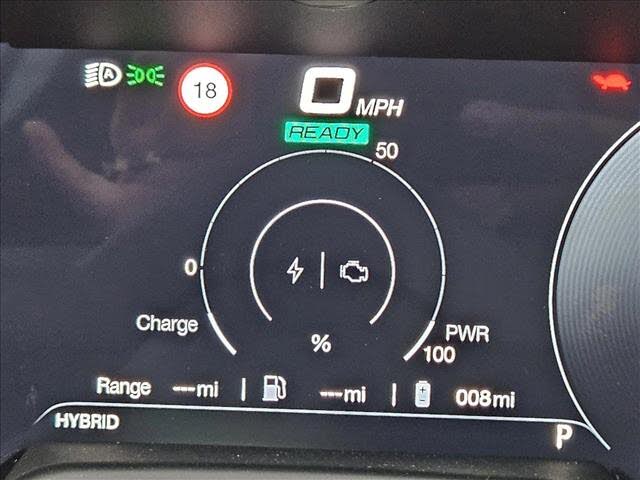 A
18
0 MPH
READY
50
0
Charge
%
PWR
100
Range ---mi | ---mi | 008mi
HYBRID
P